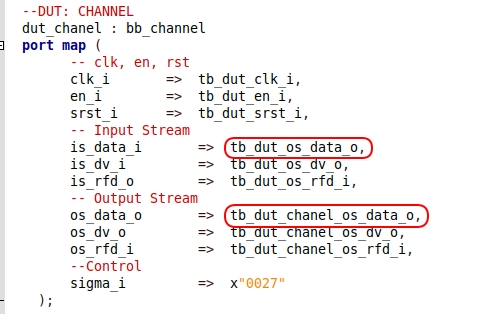 --DUT: CHANNEL
dut_chanel : bb_channel
port map (
-- clk, en, rst
clk_i => tb_dut_clk_i,
en_i => tb_dut_en_i,
srst_i => tb_dut_srst_i,
-- Input Stream
is_data_i => tb_dut_os_data_o,
is_dv_i => tb_dut_os_dv_o,
is_rfd_o => tb_dut_os_rfd_i,
-- Output Stream
os_data_o => tb_dut_chanel_os_data_o,
os_dv_o => tb_dut_chanel_os_dv_o,
os_rfd_i => tb_dut_chanel_os_rfd_i,
--Control
sigma_i => x"0027"
);